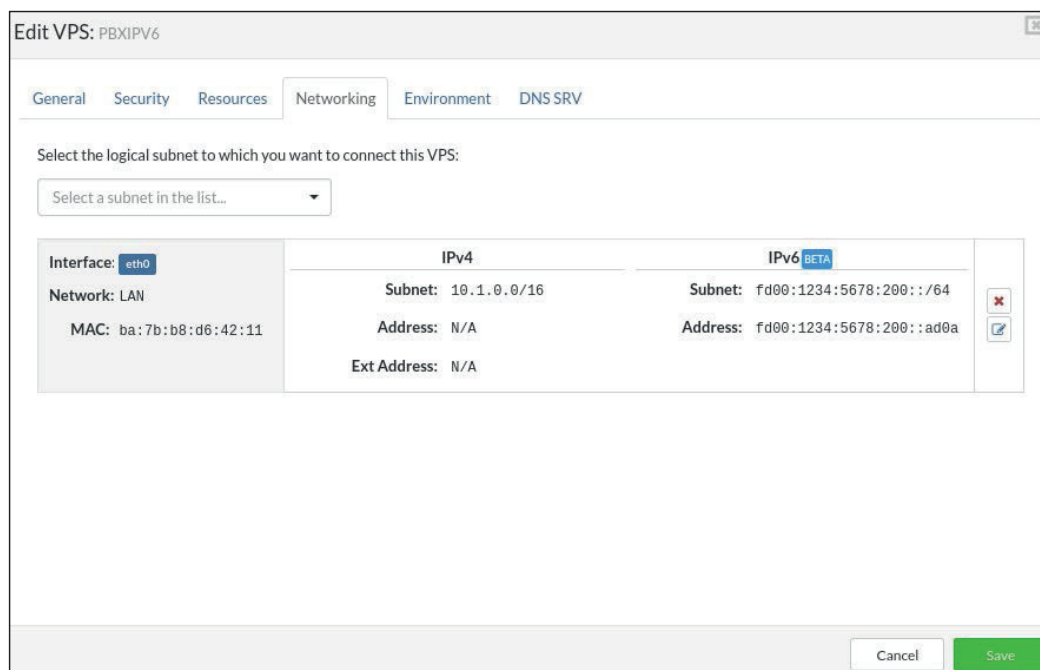 Edit VPS: PBXIPV6
General Security Resources Networking Environment DNS SRV
Select the logical subnet to which you want to connect this VPS:
Select a subnet in the list...
Interface: eth0
Network: LAN
MAC: ba:7b:b8:d6:42:11
IPv4
Subnet: 10.1.0.0/16
Address: N/A
Ext Address: N/A
IPv6 BETA
Subnet: fd00:1234:5678:200::/64
Address: fd00:1234:5678:200::ad0a
Cancel Save